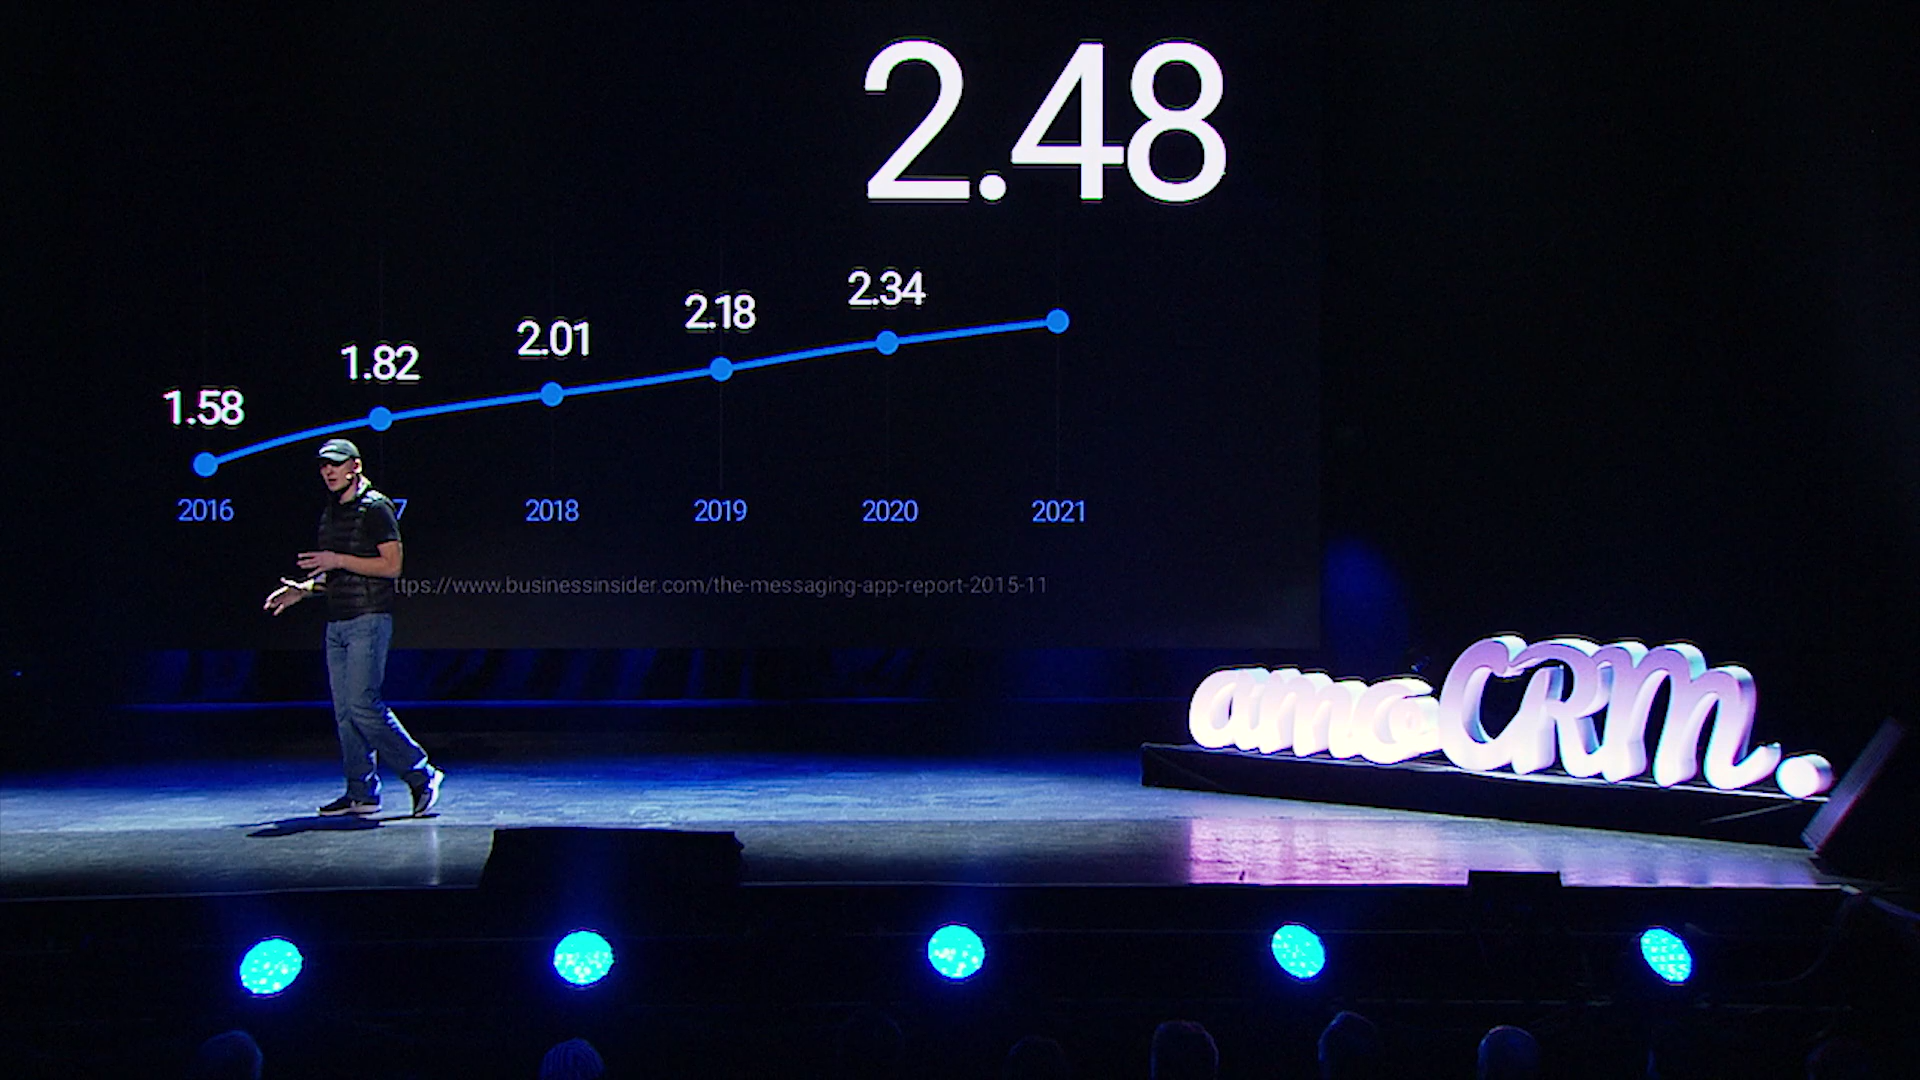 2.48
2.34
2.18
2.01
1.82
1.58
2016 7 2018 2019 2020 2021
ttps://www.businessinsider.com/the-messaging-app-report-2015-11
amoCRM.